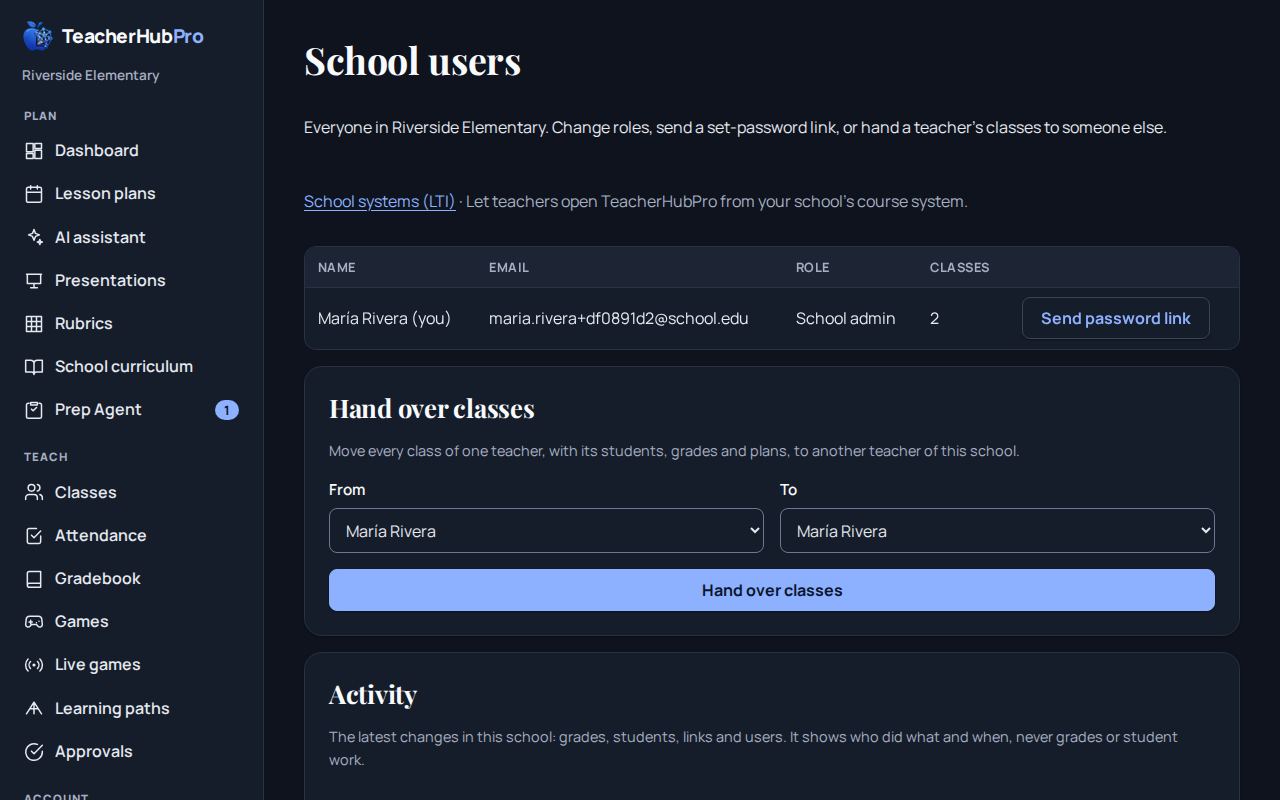 TeacherHubPro
Riverside Elementary
PLAN
Dashboard
Lesson plans
AI assistant
Presentations
Rubrics
School curriculum
Prep Agent 1
TEACH
Classes
Attendance
Gradebook
Games
Live games
Learning paths
Approvals
ACCOUNT
School users
Everyone in Riverside Elementary. Change roles, send a set-password link, or hand a teacher's classes to someone else.
School systems (LTI) · Let teachers open TeacherHubPro from your school's course system.
NAME EMAIL ROLE CLASSES
María Rivera (you) maria.rivera+df0891d2@school.edu School admin 2 Send password link
Hand over classes
Move every class of one teacher, with its students, grades and plans, to another teacher of this school.
From To
María Rivera María Rivera
Hand over classes
Activity
The latest changes in this school: grades, students, links and users. It shows who did what and when, never grades or student
work.